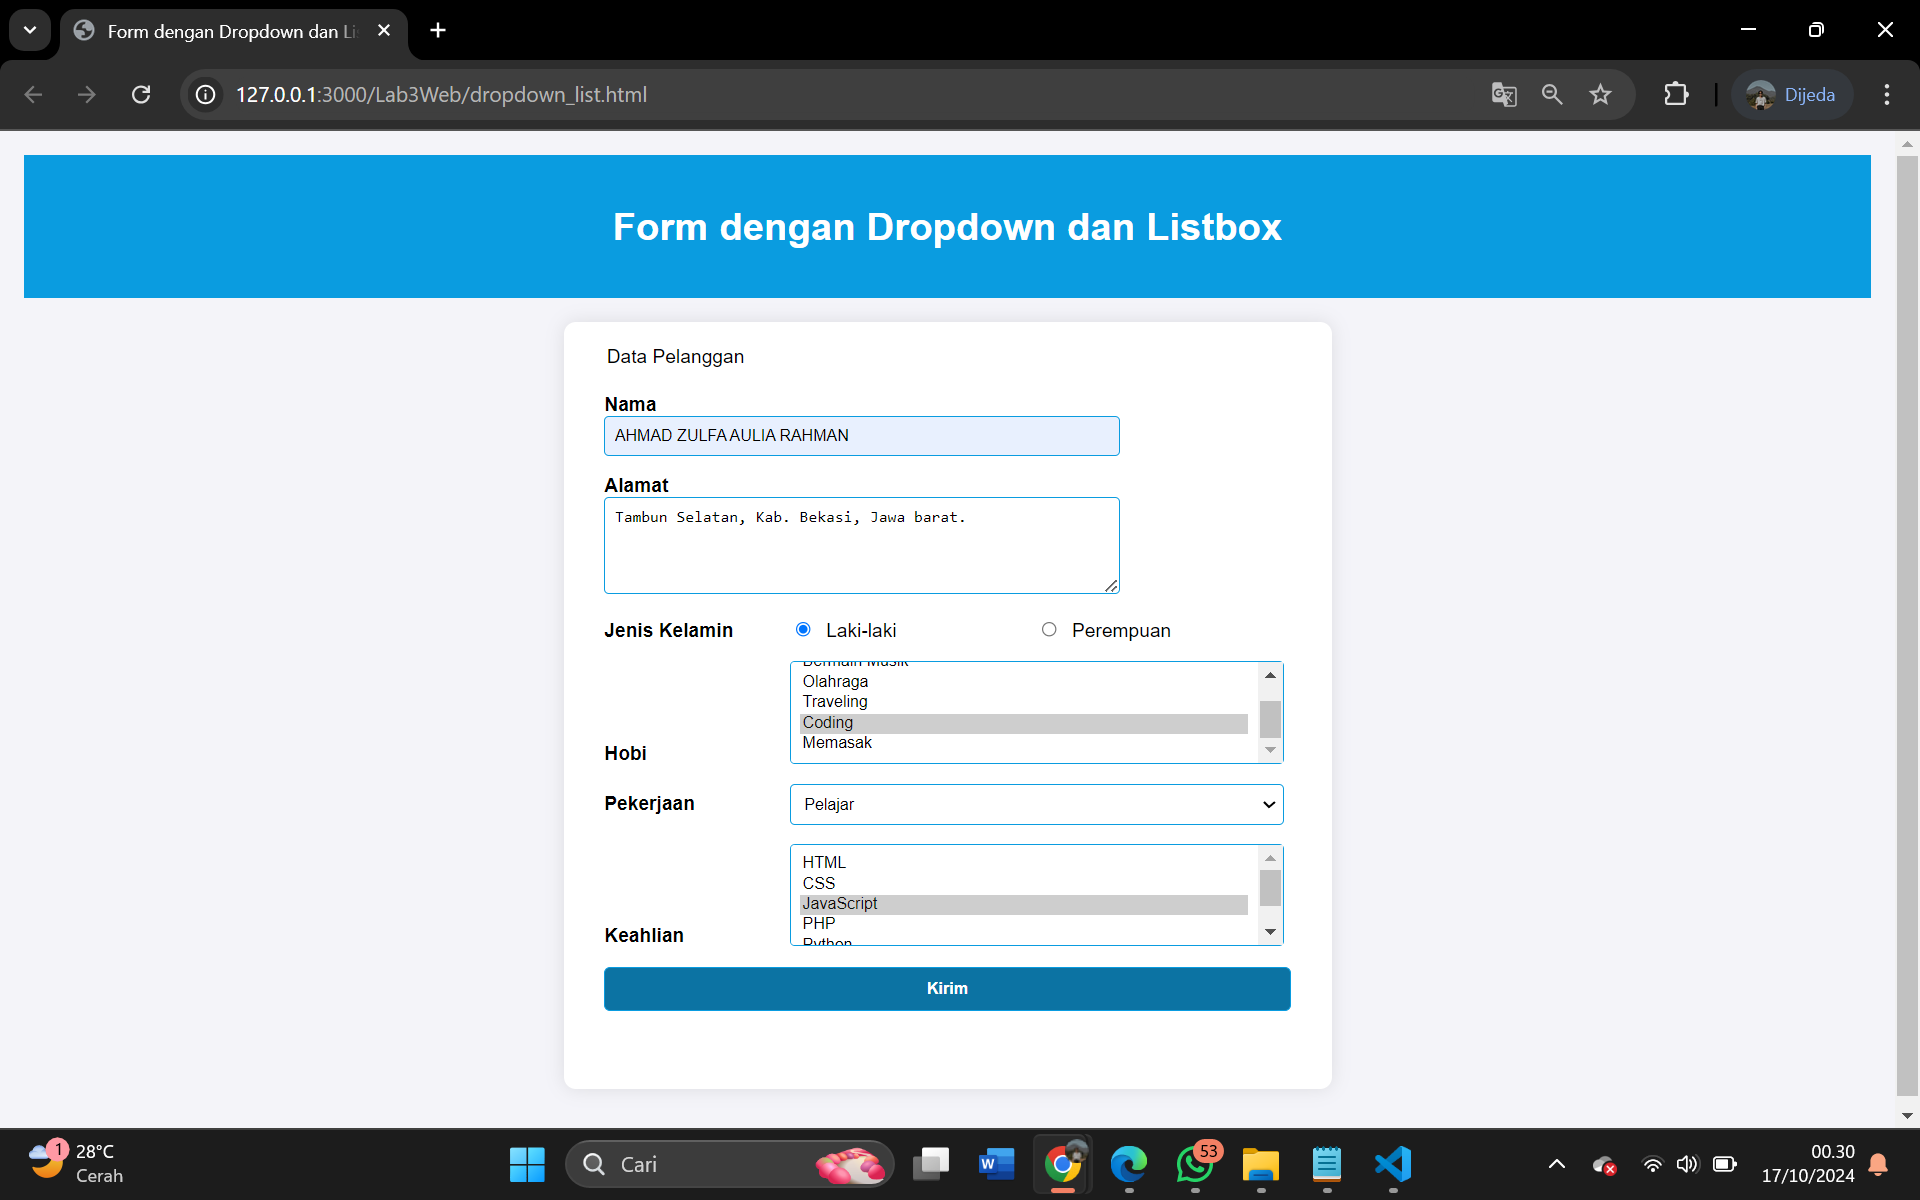 Form dengan Dropdown dan Li
127.0.0.1:3000/Lab3Web/dropdown_list.html
Dijeda
Form dengan Dropdown dan Listbox
Data Pelanggan
Nama
AHMAD ZULFA AULIA RAHMAN
Alamat
Tambun Selatan, Kab. Bekasi, Jawa barat.
Jenis Kelamin Laki-laki Perempuan
Bermain Musik
Olahraga
Traveling
Coding
Memasak
Hobi
Pekerjaan Pelajar
HTML
CSS
JavaScript
PHP
Python
Keahlian
Kirim
1
28°C
Cerah
Cari
53
00.30
17/10/2024